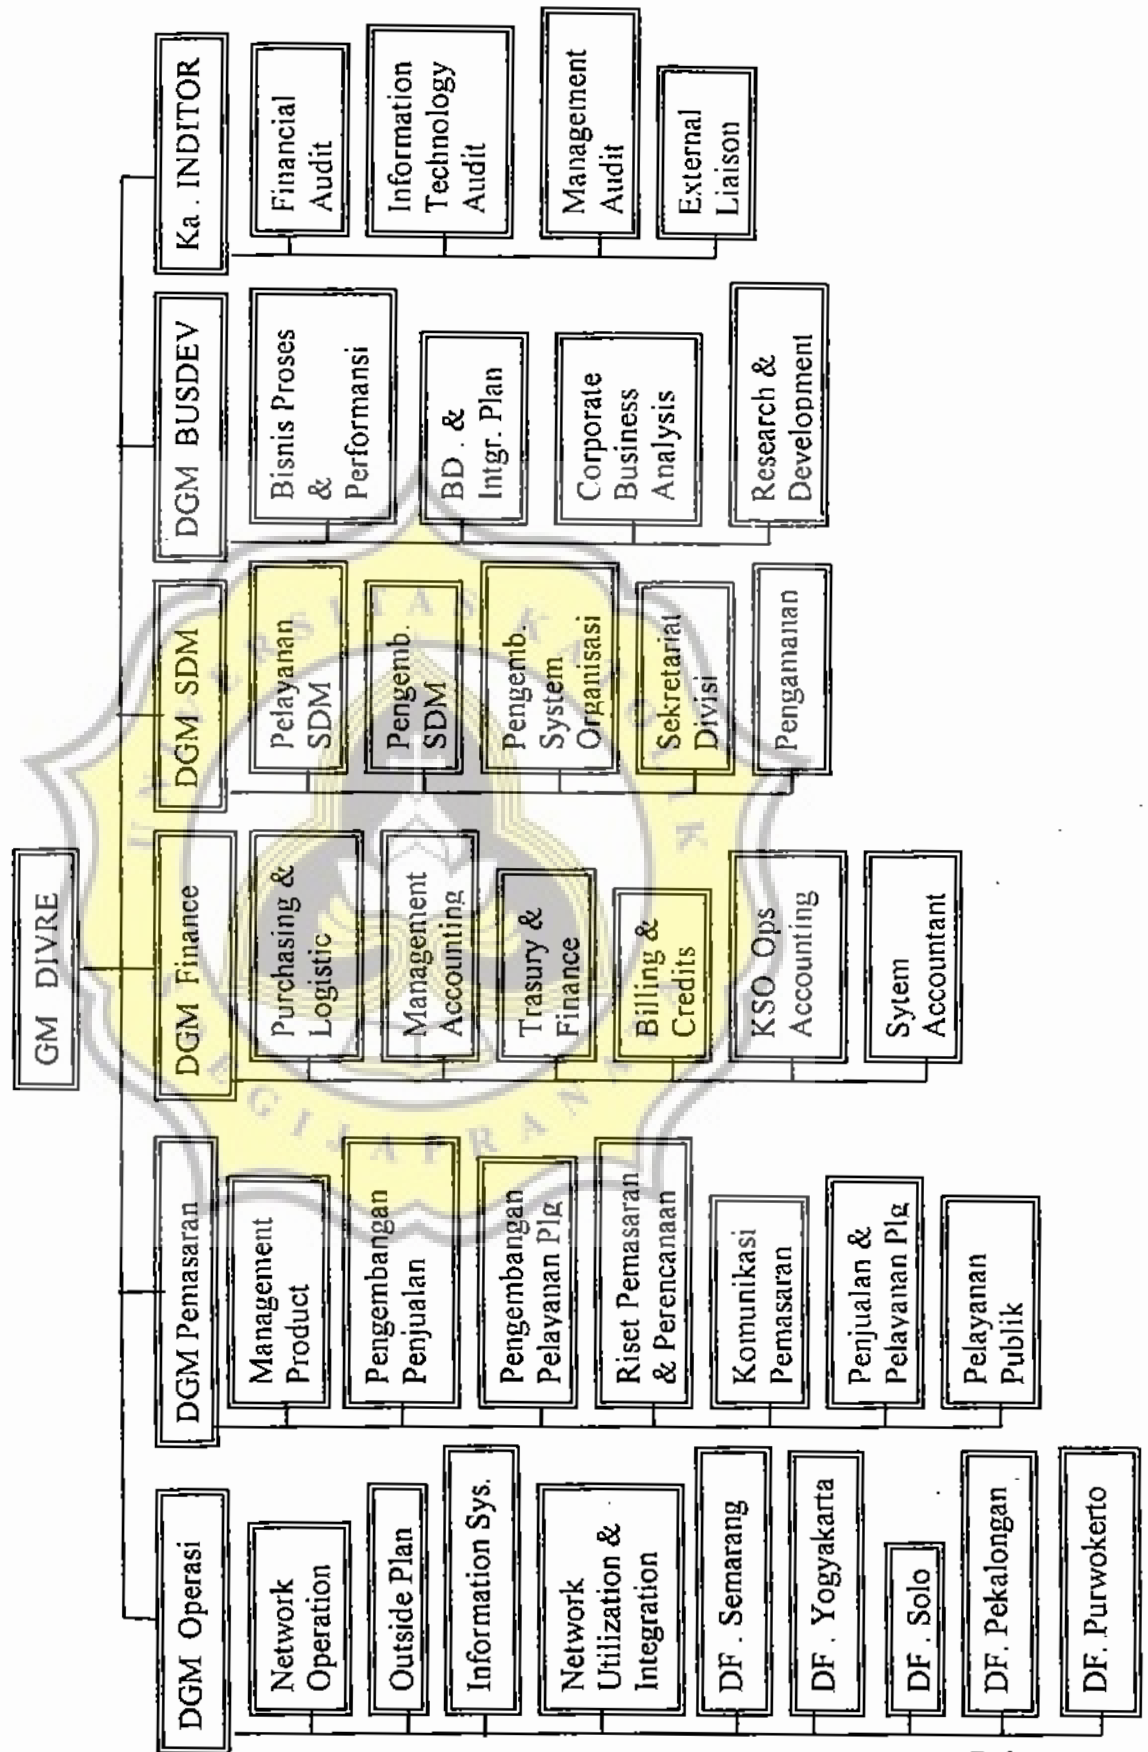 GM DIVRE
DGM Operasi
Network
Operation
Outside Plan
Information Sys.
Network
Utilization &
Integration
DF . Semarang
DF . Yogyakarta
DF . Solo
DF. Pekalongan
DF. Purwokerto
DGM Pemasaran
Management
Product
Pengembangan
Penjualan
Pengembangan
Pelayanan Plg
Riset Pemasaran
& Perencanaan
Komunikasi
Pemasaran
Penjualan &
Pelayanan Plg
Pelayanan
Publik
DGM Finance
Purchasing &
Logistic
Management
Accounting
Trasury &
Finance
Billing &
Credits
KSO Ops
Accounting
Sytem
Accountant
DGM SDM
Pelayanan
SDM
Pengemb.
SDM
Pengemb.
System
Organisasi
Sekretariat
Divisi
Pengamanan
DGM BUSDEV
Bisnis Proses
&
Performansi
BD . &
Intgr. Plan
Corporate
Business
Analysis
Research &
Development
Ka . INDITOR
Financial
Audit
Information
Technology
Audit
Management
Audit
External
Liaison
UNIVERSITAS KATOLIK
SOEGIJAPRANATA